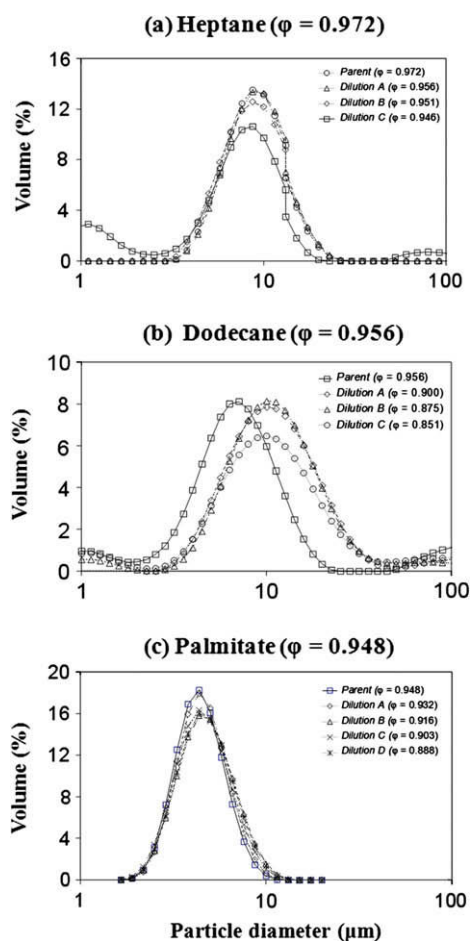 (a) Heptane (φ = 0.972)
Volume (%)
16
12
8
4
0
1
10
100
Parent (φ = 0.972)
Dilution A (φ = 0.956)
Dilution B (φ = 0.951)
Dilution C (φ = 0.946)
(b) Dodecane (φ = 0.956)
Volume (%)
10
8
6
4
2
0
1
10
100
Parent (φ = 0.956)
Dilution A (φ = 0.900)
Dilution B (φ = 0.875)
Dilution C (φ = 0.851)
(c) Palmitate (φ = 0.948)
Volume (%)
20
16
12
8
4
0
1
10
100
Parent (φ = 0.948)
Dilution A (φ = 0.932)
Dilution B (φ = 0.916)
Dilution C (φ = 0.903)
Dilution D (φ = 0.888)
Particle diameter (μm)